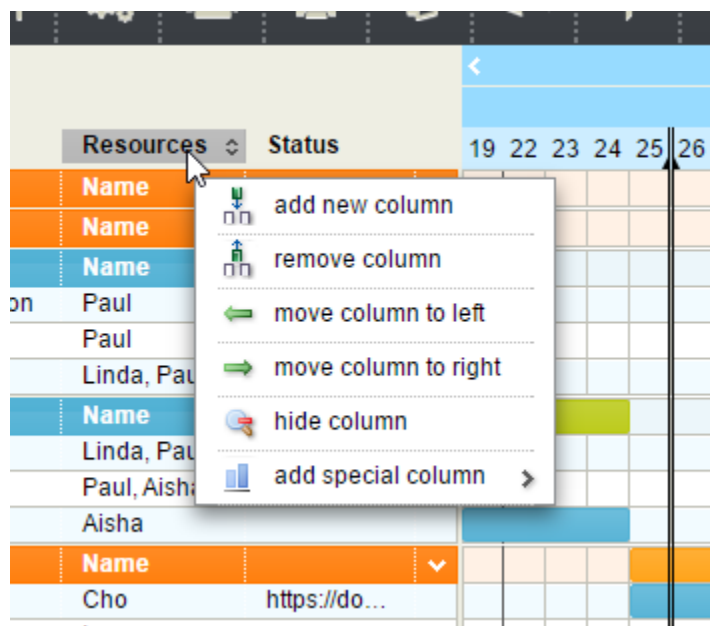 Resources Status 19 22 23 24 25 26
Name
Name
Name
on Paul
Paul
Linda, Pau
Name
Linda, Pau
Paul, Aisha
Aisha
Name
Cho https://do...
add new column
remove column
move column to left
move column to right
hide column
add special column